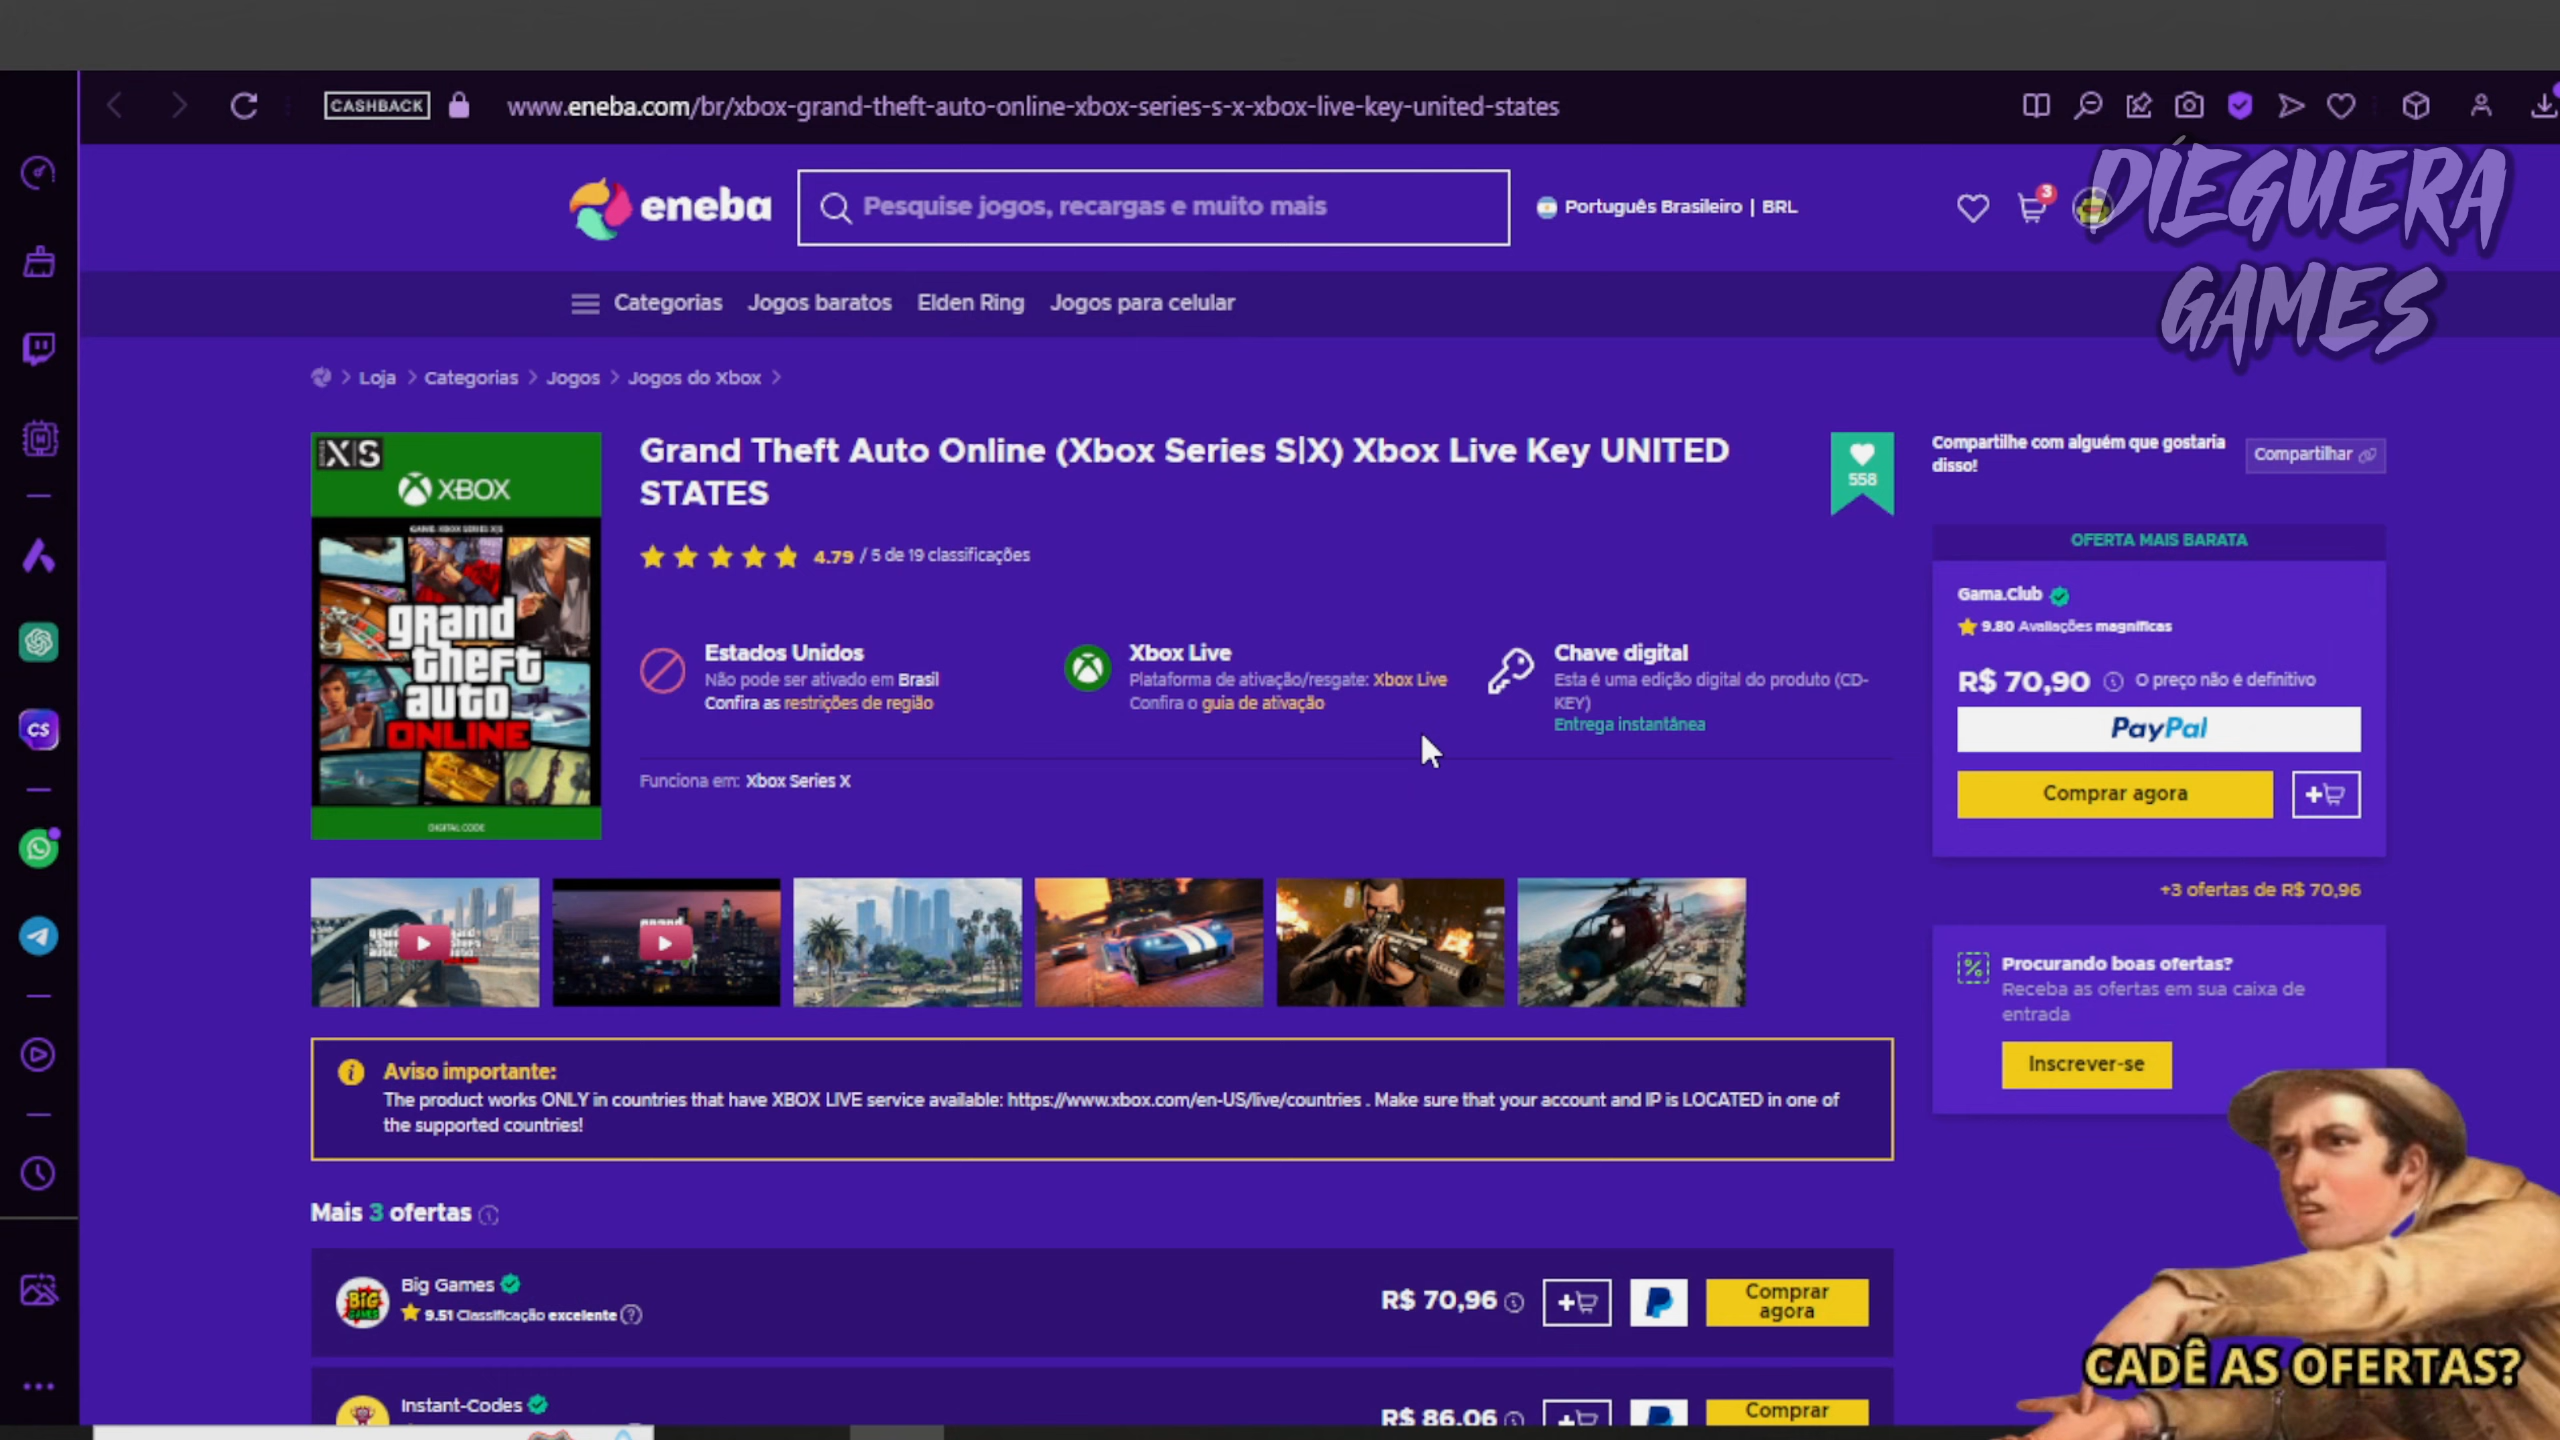 CASHBACK
www.eneba.com/br/xbox-grand-theft-auto-online-xbox-series-s-x-xbox-live-key-united-states
DIEGUERA
GAMES
eneba
Pesquise jogos, recargas e muito mais
Português Brasileiro | BRL
3
Categorias
Jogos baratos
Elden Ring
Jogos para celular
Loja > Categorias > Jogos > Jogos do Xbox >
X|S
XBOX
grand
theft
auto
ONLINE
DIGITAL CODE
Grand Theft Auto Online (Xbox Series S|X) Xbox Live Key UNITED
STATES
558
4.79 / 5 de 19 classificações
Estados Unidos
Não pode ser ativado em Brasil
Confira as restrições de região
Xbox Live
Plataforma de ativação/resgate: Xbox Live
Confira o guia de ativação
Chave digital
Esta é uma edição digital do produto (CD-
KEY)
Entrega instantânea
Funciona em: Xbox Series X
Compartilhe com alguém que gostaria
disso!
Compartilhar
OFERTA MAIS BARATA
Gama.Club
9.80 Avaliações magníficas
R$ 70,90
O preço não é definitivo
PayPal
Comprar agora
+3 ofertas de R$ 70,96
Procurando boas ofertas?
Receba as ofertas em sua caixa de
entrada
Inscrever-se
Aviso importante:
The product works ONLY in countries that have XBOX LIVE service available: https://www.xbox.com/en-US/live/countries . Make sure that your account and IP is LOCATED in one of
the supported countries!
Mais 3 ofertas
BIG
GAMES
Big Games
9.51 Classificação excelente
R$ 70,96
Comprar
agora
Instant-Codes
R$ 86,06
Comprar
CS
CADÊ AS OFERTAS?